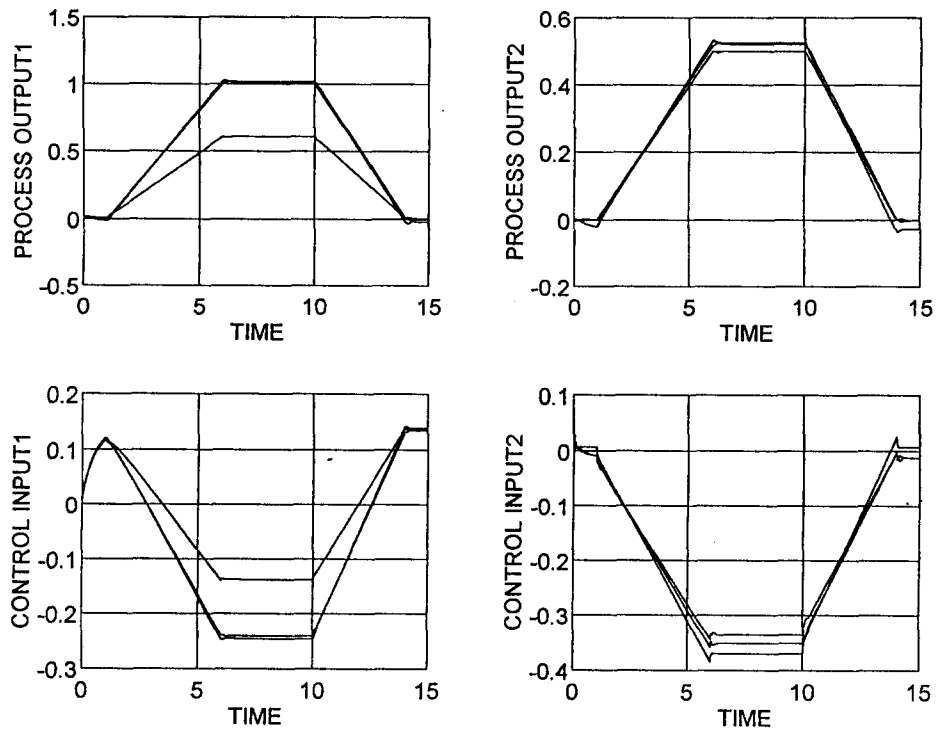 1.5
1
0.5
0
-0.5
0 5 10 15
TIME
PROCESS OUTPUT1
0.6
0.4
0.2
0
-0.2
0 5 10 15
TIME
PROCESS OUTPUT2
0.2
0.1
0
-0.1
-0.2
-0.3
0 5 10 15
TIME
CONTROL INPUT1
0.1
0
-0.1
-0.2
-0.3
-0.4
0 5 10 15
TIME
CONTROL INPUT2